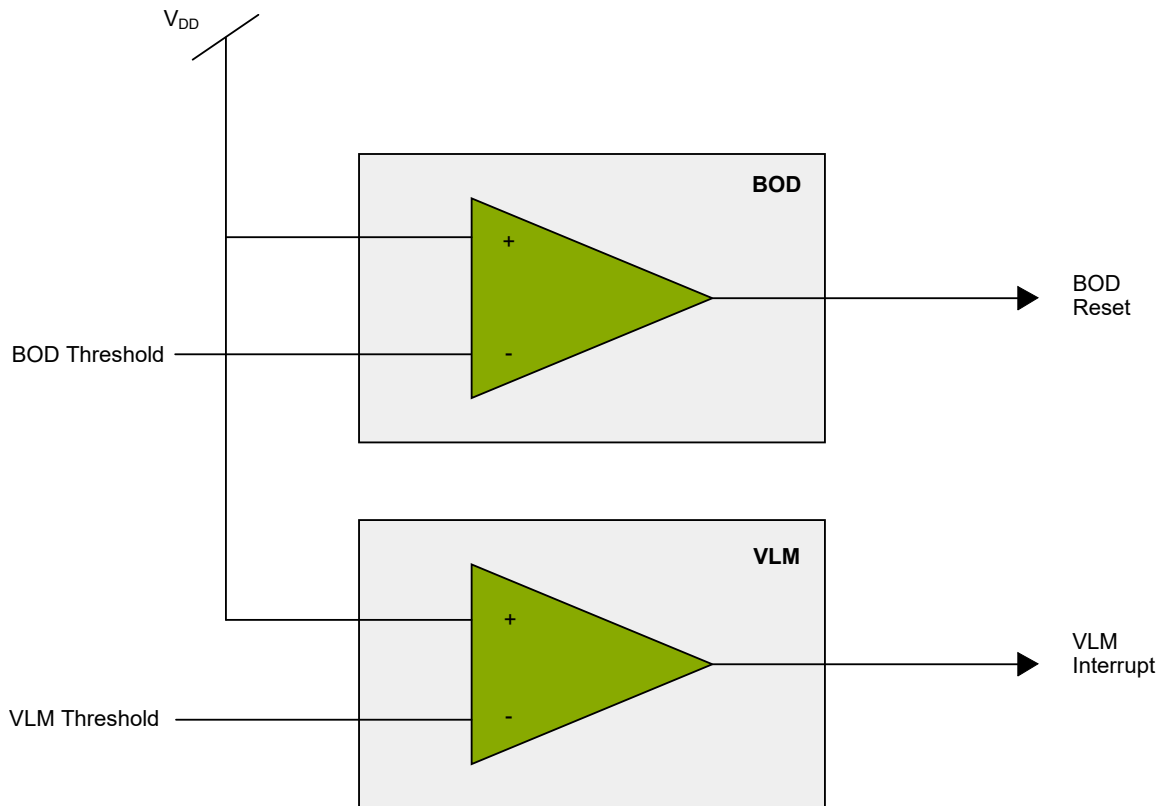 VDD
BOD
+
BOD
Reset
BOD Threshold
-
VLM
+
VLM
Interrupt
VLM Threshold
-